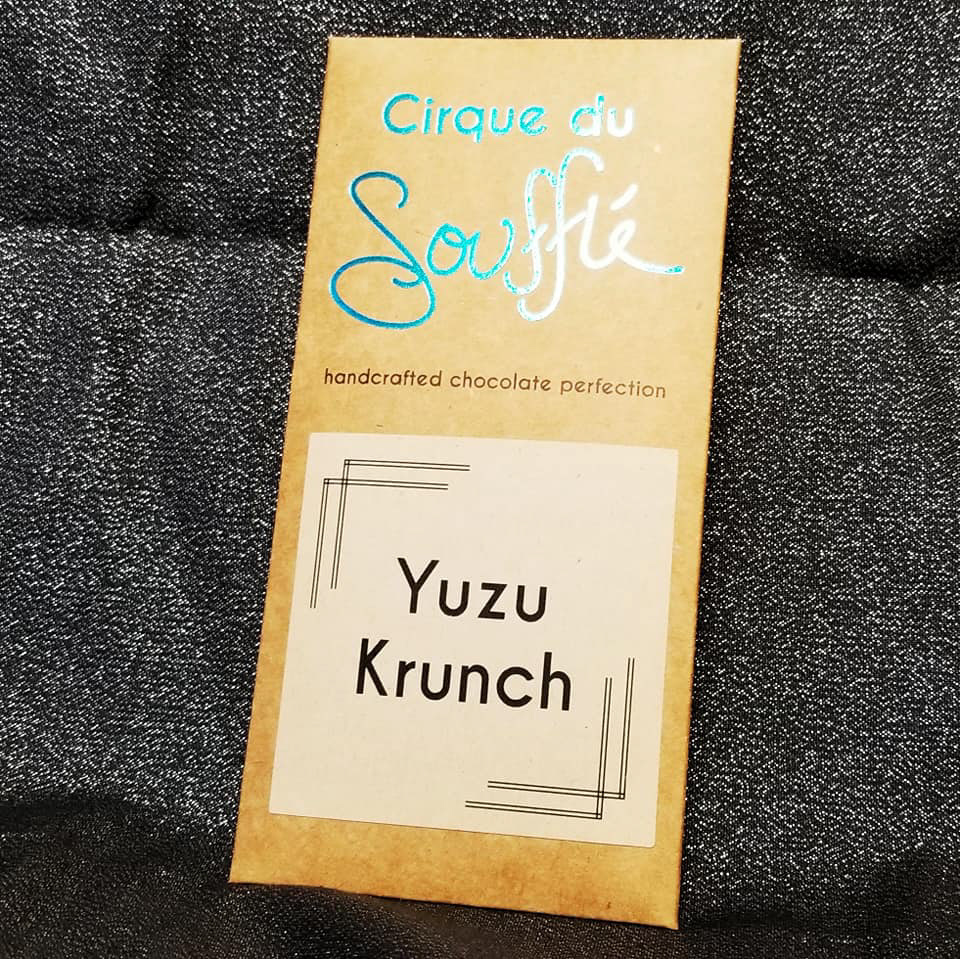 Cirque du
Soufflé
handcrafted chocolate perfection
Yuzu
Krunch